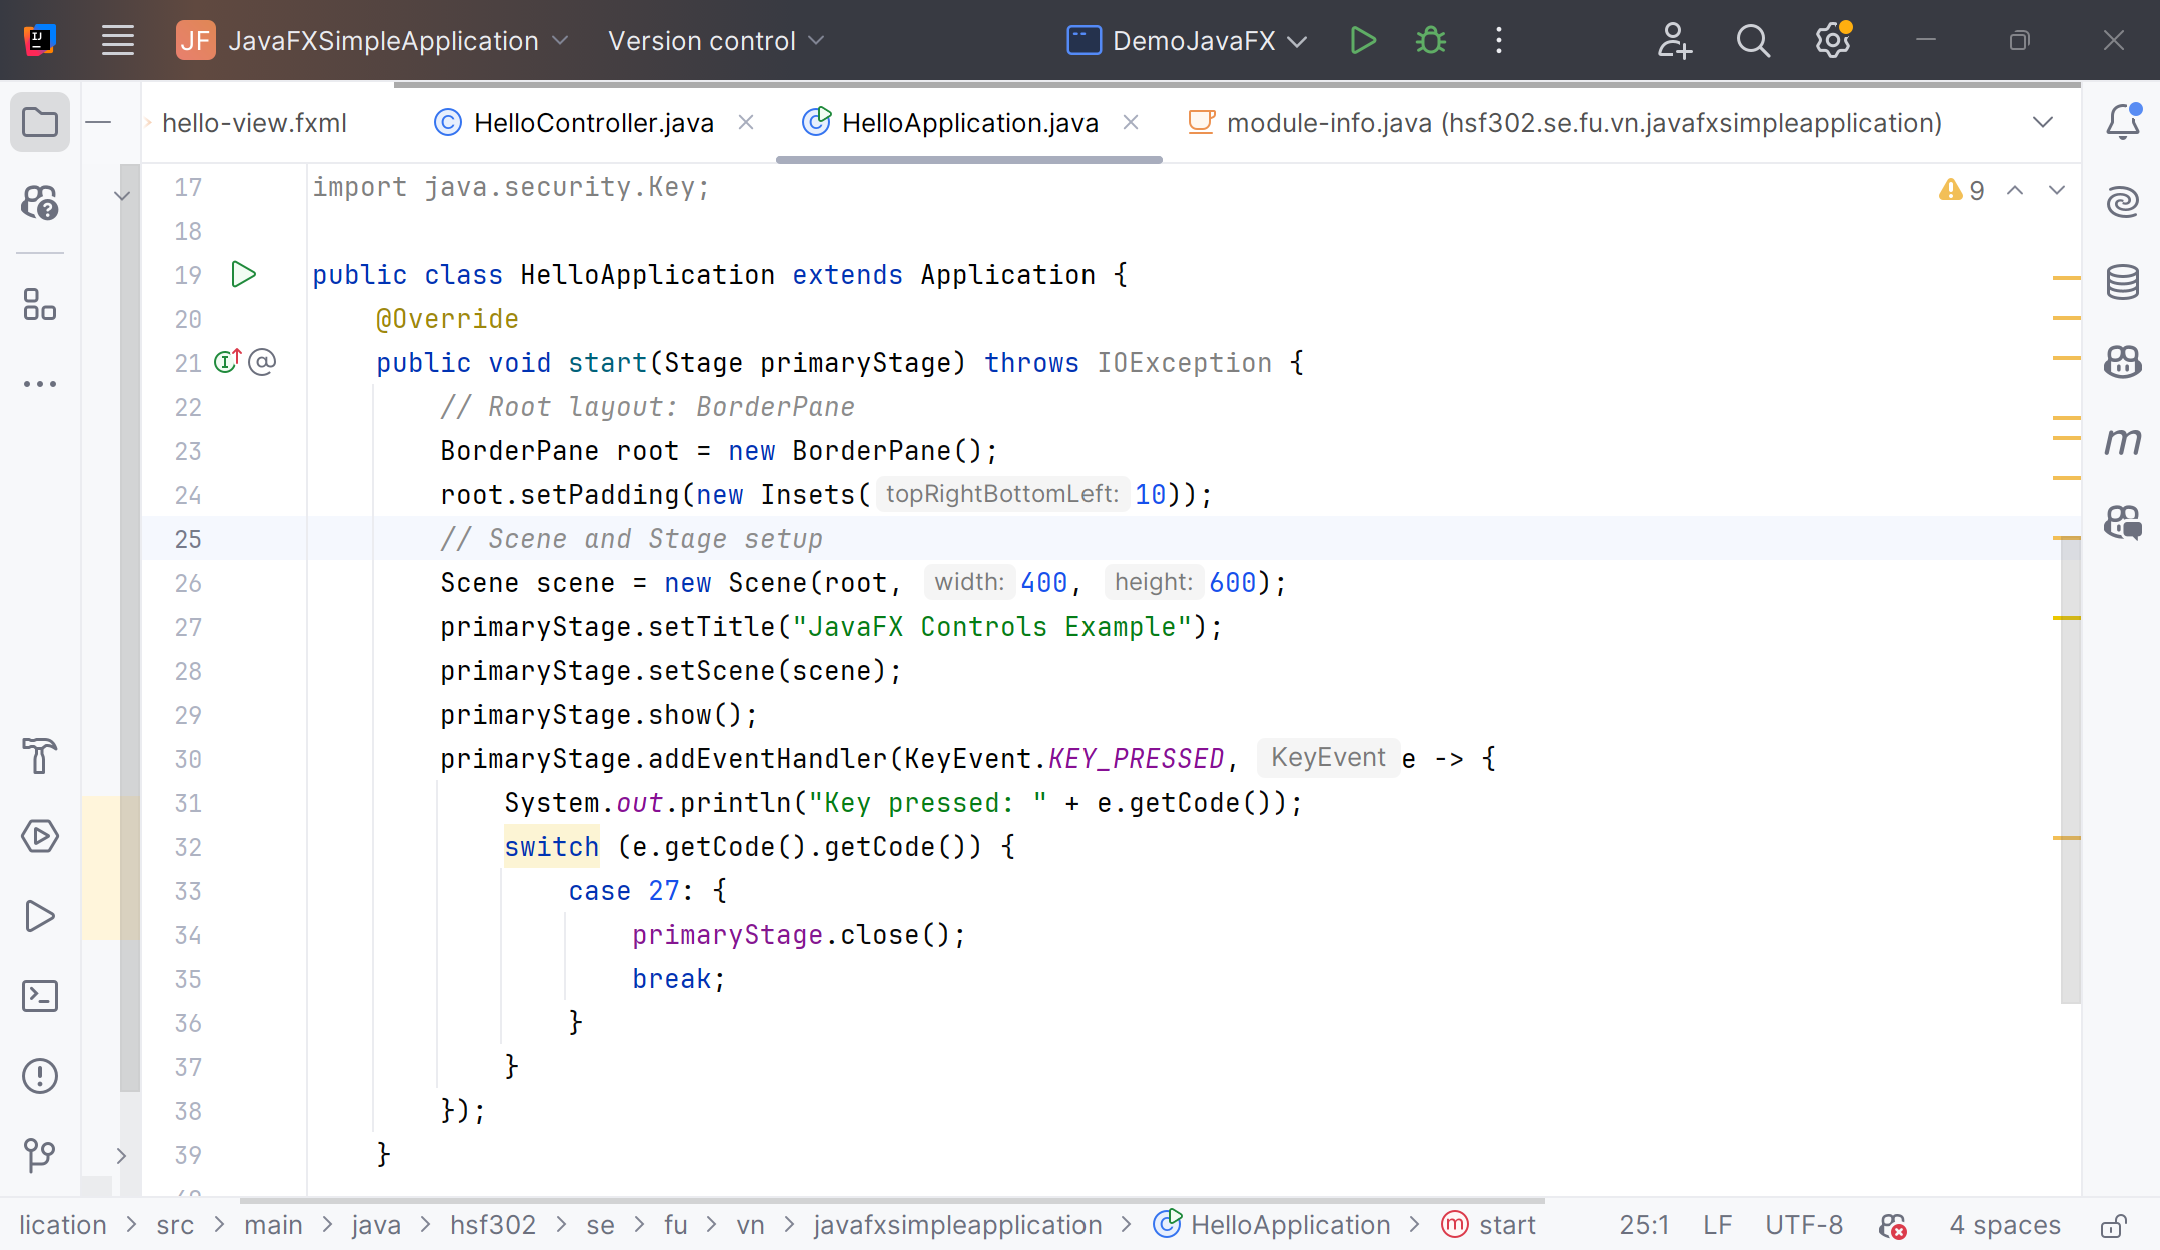 JF JavaFXSimpleApplication Version control DemoJavaFX
hello-view.fxml HelloController.java HelloApplication.java module-info.java (hsf302.se.fu.vn.javafxsimpleapplication)
9
17 import java.security.Key;
18
19 public class HelloApplication extends Application {
20 @Override
21 public void start(Stage primaryStage) throws IOException {
22 // Root layout: BorderPane
23 BorderPane root = new BorderPane();
24 root.setPadding(new Insets( topRightBottomLeft: 10));
25 // Scene and Stage setup
26 Scene scene = new Scene(root, width: 400, height: 600);
27 primaryStage.setTitle("JavaFX Controls Example");
28 primaryStage.setScene(scene);
29 primaryStage.show();
30 primaryStage.addEventHandler(KeyEvent.KEY_PRESSED, KeyEvent e -> {
31 System.out.println("Key pressed: " + e.getCode());
32 switch (e.getCode().getCode()) {
33 case 27: {
34 primaryStage.close();
35 break;
36 }
37 }
38 });
39 }
lication > src > main > java > hsf302 > se > fu > vn > javafxsimpleapplication > HelloApplication > start 25:1 LF UTF-8 4 spaces